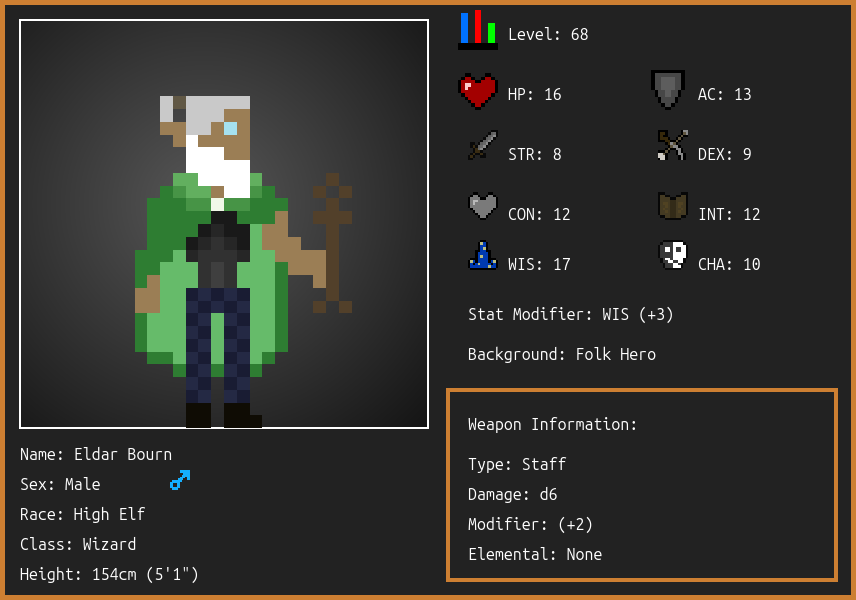 Level: 68
HP: 16
AC: 13
STR: 8
DEX: 9
CON: 12
INT: 12
WIS: 17
CHA: 10
Stat Modifier: WIS (+3)
Background: Folk Hero
Weapon Information:
Type: Staff
Damage: d6
Modifier: (+2)
Elemental: None
Name: Eldar Bourn
Sex: Male
Race: High Elf
Class: Wizard
Height: 154cm (5'1")